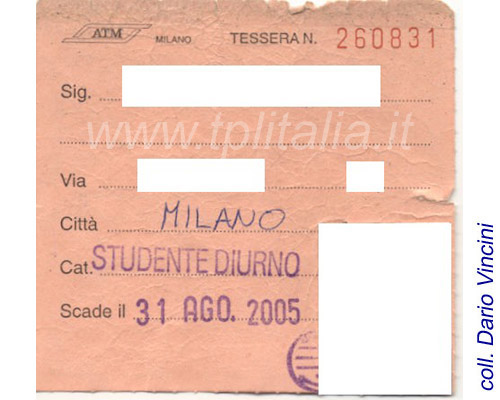 ATM MILANO TESSERA N. 260831
Sig.
www.tplitalia.it
Via
Città MILANO
Cat. STUDENTE DIURNO
Scade il 31 AGO. 2005
coll. Dario Vincini